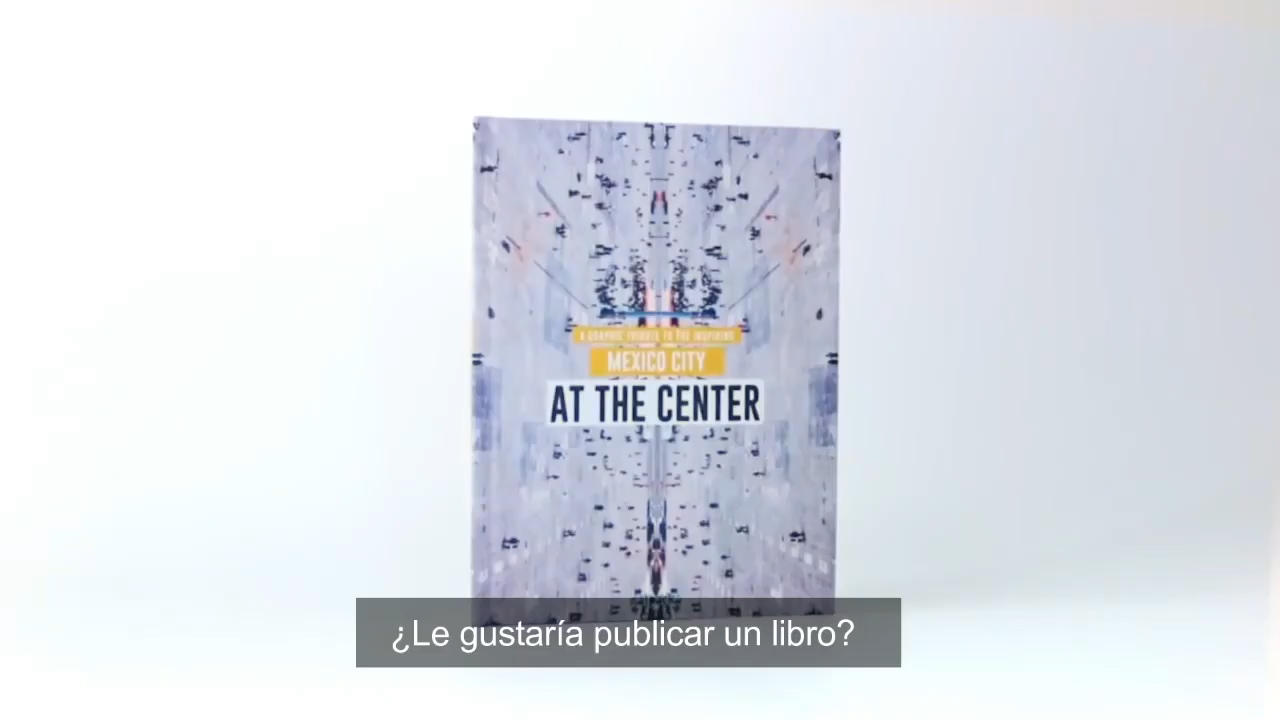 A GRAPHIC TRIBUTE TO THE INSPIRING
MEXICO CITY
AT THE CENTER
¿Le gustaría publicar un libro?